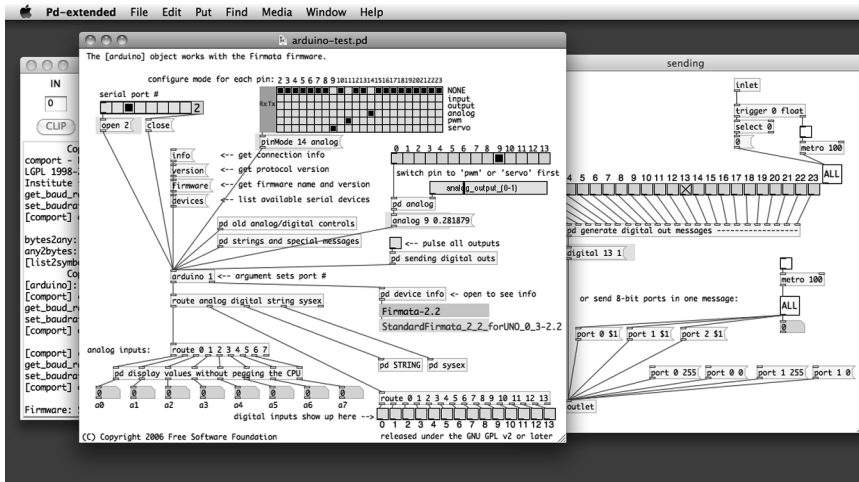 Pd-extended File Edit Put Find Media Window Help
arduino-test.pd
The [arduino] object works with the Firmata firmware.
configure mode for each pin: 2 3 4 5 6 7 8 9 10 11 12 13 14 15 16 17 18 19 20 21 22 23
Rx Tx
NONE
input
output
analog
pwm
servo
serial port #
2
open 2
close
pinMode 14 analog
info
<-- get connection info
version
<-- get protocol version
firmware
<-- get firmware name and version
devices
<-- list available serial devices
0 1 2 3 4 5 6 7 8 9 10 11 12 13
switch pin to 'pwm' or 'servo' first
analog_output_(0-1)
pd analog
analog 9 0.281879
pd old analog/digital controls
pd strings and special messages
<-- pulse all outputs
pd sending digital outs
arduino 1
<-- argument sets port #
route analog digital string sysex
pd device info
<- open to see info
Firmata-2.2
StandardFirmata_2_2_forUNO_0_3-2.2
analog inputs:
route 0 1 2 3 4 5 6 7
pd display values without pegging the CPU
0 0 0 0 0 0 0 0
a0 a1 a2 a3 a4 a5 a6 a7
pd STRING
pd sysex
route 0 1 2 3 4 5 6 7 8 9 10 11 12 13
digital inputs show up here -->
0 1 2 3 4 5 6 7 8 9 10 11 12 13
(C) Copyright 2006 Free Software Foundation
released under the GNU GPL v2 or later
IN
0
CLIP
comport -
LGPL 1998-
Institute
get_baud_r
set_baudra
[comport]
bytes2any:
any2bytes:
[list2symb
Cop
[arduino]:
[comport]
get_baud_r
set_baudra
[comport]
[comport]
get_baud_r
set_baudra
[comport]
Firmware:
sending
inlet
trigger 0 float
select 0
0
metro 100
ALL
4 5 6 7 8 9 10 11 12 13 14 15 16 17 18 19 20 21 22 23
pd generate digital out messages
digital 13 1
metro 100
or send 8-bit ports in one message:
ALL
0
port 0 $1
port 1 $1
port 2 $1
port 0 255
port 0 0
port 1 255
port 1 0
outlet